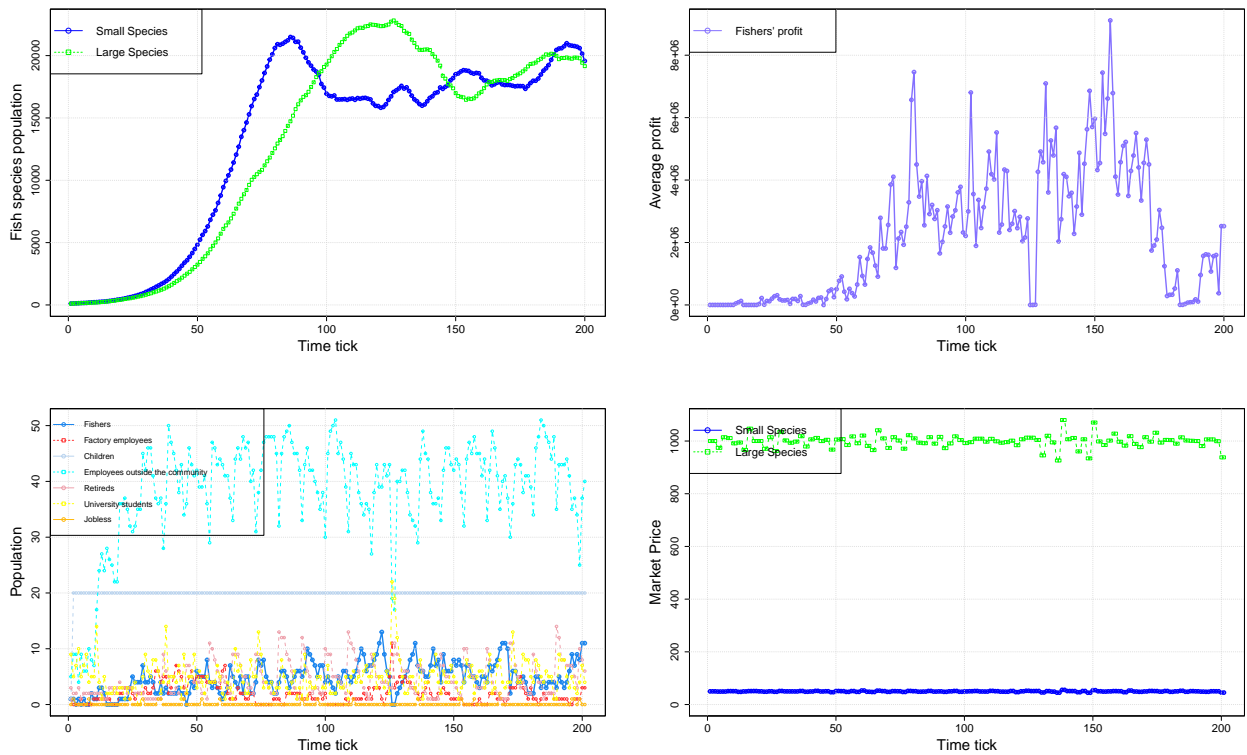 Small Species
Large Species
Fish species population
0
5000
10000
15000
20000
0
50
100
150
200
Time tick
Fishers' profit
Average profit
0e+00
2e+06
4e+06
6e+06
8e+06
0
50
100
150
200
Time tick
Fishers
Factory employees
Children
Employees outside the community
Retireds
University students
Jobless
Population
0
10
20
30
40
50
0
50
100
150
200
Time tick
Small Species
Large Species
Market Price
0
200
400
600
800
1000
0
50
100
150
200
Time tick